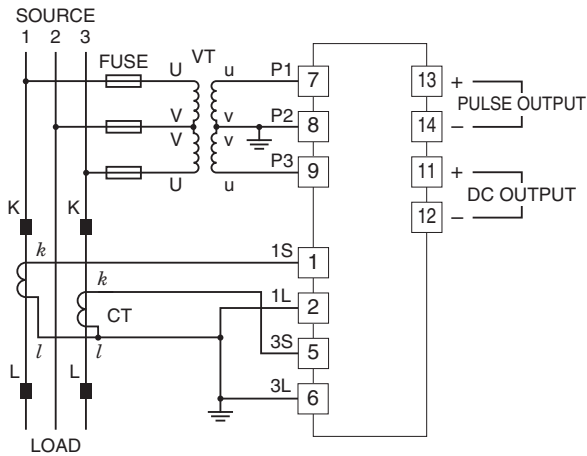 SOURCE
1 2 3
FUSE
VT
U u P1 7
V v P2 8
V v
U u P3 9
13 +
PULSE OUTPUT
14 −
11 +
DC OUTPUT
12 −
K K
k 1S 1
k 1L 2
CT
3S 5
l l
L L
3L 6
LOAD